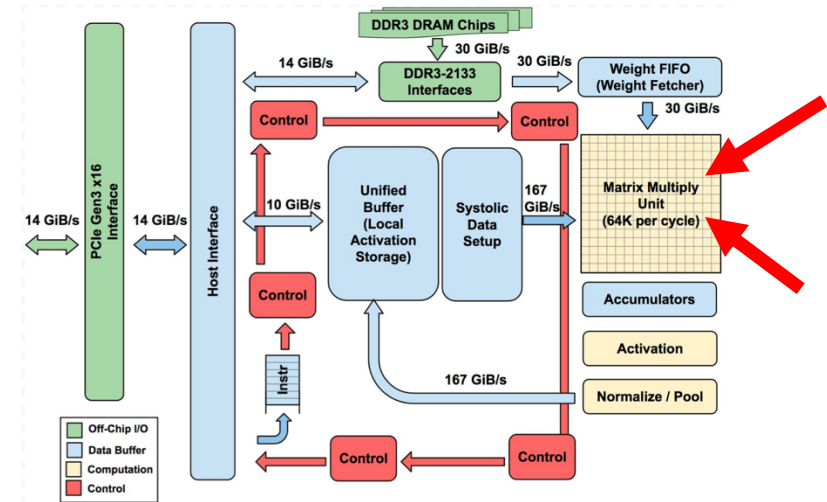 DDR3 DRAM Chips
30 GiB/s
14 GiB/s
DDR3-2133
Interfaces
30 GiB/s
Weight FIFO
(Weight Fetcher)
30 GiB/s
Control
Control
PCIe Gen3 x16
Interface
Host Interface
14 GiB/s
14 GiB/s
10 GiB/s
Unified
Buffer
(Local
Activation
Storage)
Systolic
Data
Setup
167
GiB/s
Matrix Multiply
Unit
(64K per cycle)
Control
Accumulators
Activation
Normalize / Pool
167 GiB/s
Instr
Control
Control
Off-Chip I/O
Data Buffer
Computation
Control